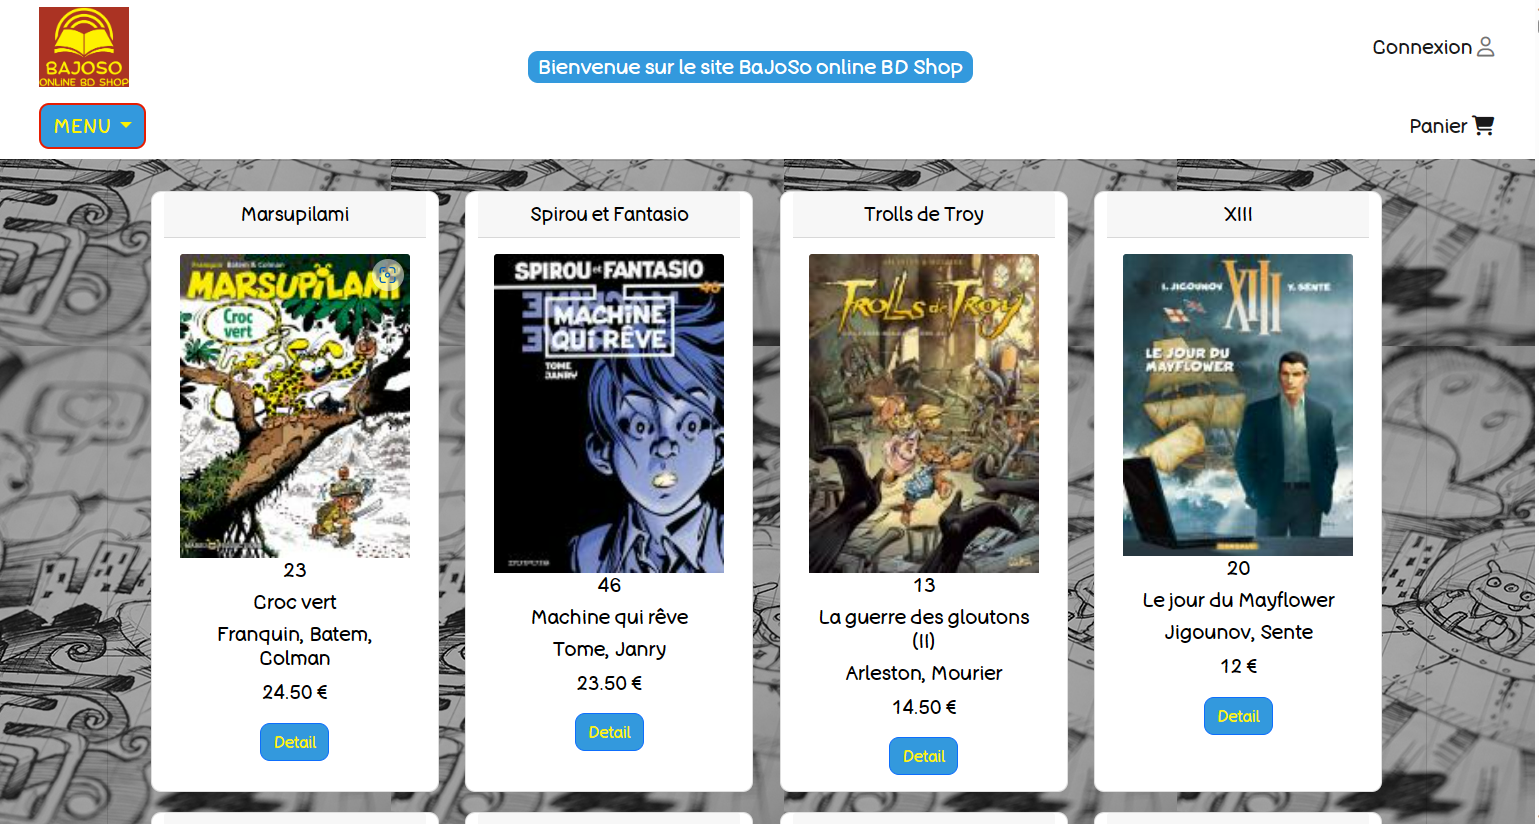 BAJOSO
ONLINE BD SHOP
Bienvenue sur le site BaJoSo online BD Shop
Connexion
MENU
Panier
Marsupilami
Franquin Batem & Colman
MARSUPILAMI
Croc
vert
23
Croc vert
Franquin, Batem,
Colman
24.50 €
Detail
Spirou et Fantasio
SPIROU et FANTASIO
46
MACHINE
QUI RÊVE
TOME
JANRY
DUPUIS
46
Machine qui rêve
Tome, Janry
23.50 €
Detail
Trolls de Troy
TROLLS de TROY
13
La guerre des gloutons
(II)
Arleston, Mourier
14.50 €
Detail
XIII
XIII
I. JIGOUNOV
Y. SENTE
LE JOUR DU
MAYFLOWER
DARGAUD
20
Le jour du Mayflower
Jigounov, Sente
12 €
Detail